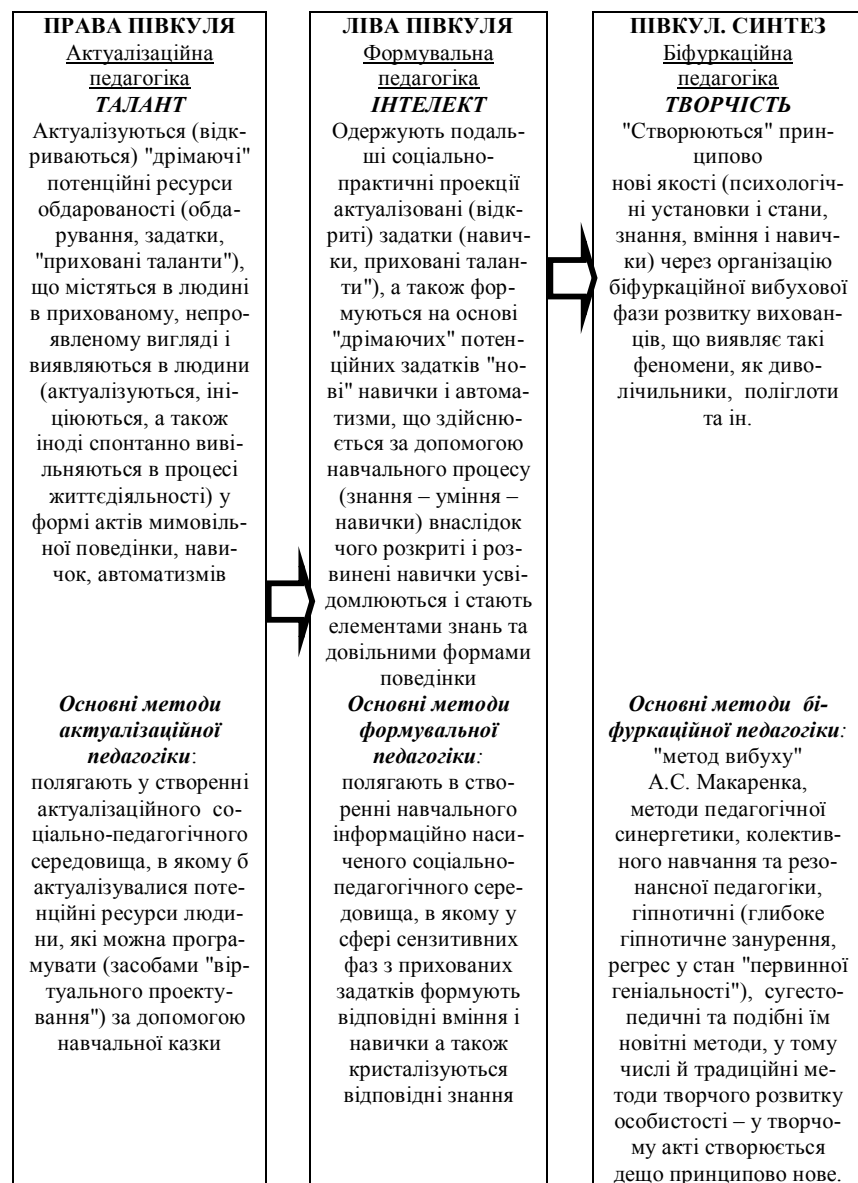 ПРАВА ПІВКУЛЯ
Актуалізаційна
педагогіка
ТАЛАНТ
Актуалізуються (відк-
риваються) "дрімаючі"
потенційні ресурси
обдарованості (обда-
рування, задатки,
"приховані таланти"),
що містяться в людині
в прихованому, непро-
явленому вигляді і
виявляються в людини
(актуалізуються, іні-
ціюються, а також
іноді спонтанно виві-
льняються в процесі
життєдіяльності) у
формі актів мимовіль-
ної поведінки, нави-
чок, автоматизмів
Основні методи
актуалізаційної
педагогіки:
полягають у створенні
актуалізаційного со-
ціально-педагогічного
середовища, в якому б
актуалізувалися поте-
нційні ресурси люди-
ни, які можна програ-
мувати (засобами "вір-
туального проекту-
вання") за допомогою
навчальної казки
ЛІВА ПІВКУЛЯ
Формувальна
педагогіка
ІНТЕЛЕКТ
Одержують подаль-
ші соціально-
практичні проекції
актуалізовані (відк-
риті) задатки (навич-
ки, приховані талан-
ти"), а також фор-
муються на основі
"дрімаючих" потен-
ційних задатків "но-
ві" навички і автома-
тизми, що здійсню-
ється за допомогою
навчального процесу
(знання – уміння –
навички) внаслідок
чого розкриті і роз-
винені навички усві-
домлюються і стають
елементами знань та
довільними формами
поведінки
Основні методи
формувальної
педагогіки:
полягають в ство-
ренні навчального
інформаційно наси-
ченого соціально-
педагогічного сере-
довища, в якому у
сфері сензитивних
фаз з прихованих
задатків формують
відповідні вміння і
навички а також
кристалізуються
відповідні знання
ПІВКУЛ. СИНТЕЗ
Біфуркаційна
педагогіка
ТВОРЧІСТЬ
"Створюються" прин-
ципово
нові якості (психологіч-
ні установки і стани,
знання, вміння і навич-
ки) через організацію
біфуркаційної вибухової
фази розвитку вихован-
ців, що виявляє такі
феномени, як диво-
лічильники, поліглоти
та ін.
Основні методи бі-
фуркаційної педагогіки:
"метод вибуху"
А.С. Макаренка,
методи педагогічної
синергетики, колектив-
ного навчання та резо-
нансної педагогіки,
гіпнотичні (глибоке
гіпнотичне занурення,
регрес у стан "первинної
геніальності"), сугесто-
педичні та подібні їм
новітні методи, у тому
числі й традиційні ме-
тоди творчого розвитку
особистості – у творчо-
му акті створюється
дещо принципово нове.